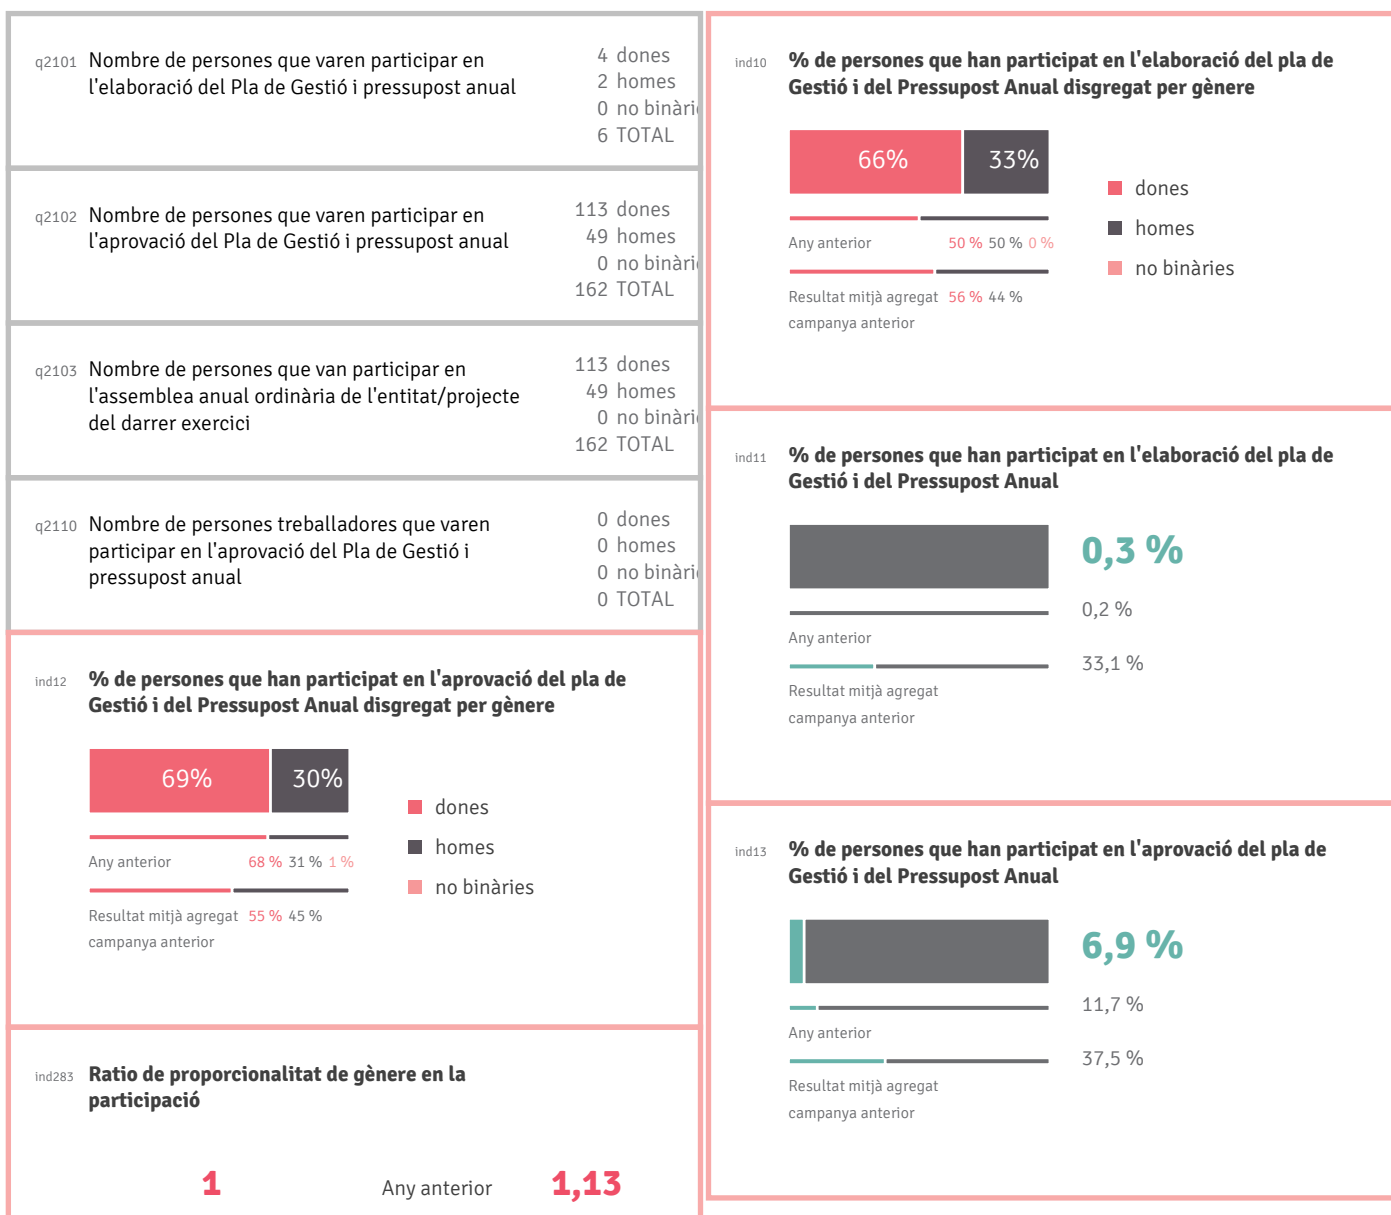 q2101 Nombre de persones que varen participar en
l'elaboració del Pla de Gestió i pressupost anual
4 dones
2 homes
0 no binàri
6 TOTAL
q2102 Nombre de persones que varen participar en
l'aprovació del Pla de Gestió i pressupost anual
113 dones
49 homes
0 no binàri
162 TOTAL
q2103 Nombre de persones que van participar en
l'assemblea anual ordinària de l'entitat/projecte
del darrer exercici
113 dones
49 homes
0 no binàri
162 TOTAL
q2110 Nombre de persones treballadores que varen
participar en l'aprovació del Pla de Gestió i
pressupost anual
0 dones
0 homes
0 no binàri
0 TOTAL
ind12 % de persones que han participat en l'aprovació del pla de
Gestió i del Pressupost Anual disgregat per gènere
69% 30%
dones
homes
no binàries
Any anterior 68 % 31 % 1 %
Resultat mitjà agregat 55 % 45 %
campanya anterior
ind283 Ratio de proporcionalitat de gènere en la
participació
1 Any anterior 1,13
ind10 % de persones que han participat en l'elaboració del pla de
Gestió i del Pressupost Anual disgregat per gènere
66% 33%
dones
homes
no binàries
Any anterior 50 % 50 % 0 %
Resultat mitjà agregat 56 % 44 %
campanya anterior
ind11 % de persones que han participat en l'elaboració del pla de
Gestió i del Pressupost Anual
0,3 %
0,2 %
Any anterior
33,1 %
Resultat mitjà agregat
campanya anterior
ind13 % de persones que han participat en l'aprovació del pla de
Gestió i del Pressupost Anual
6,9 %
11,7 %
Any anterior
37,5 %
Resultat mitjà agregat
campanya anterior